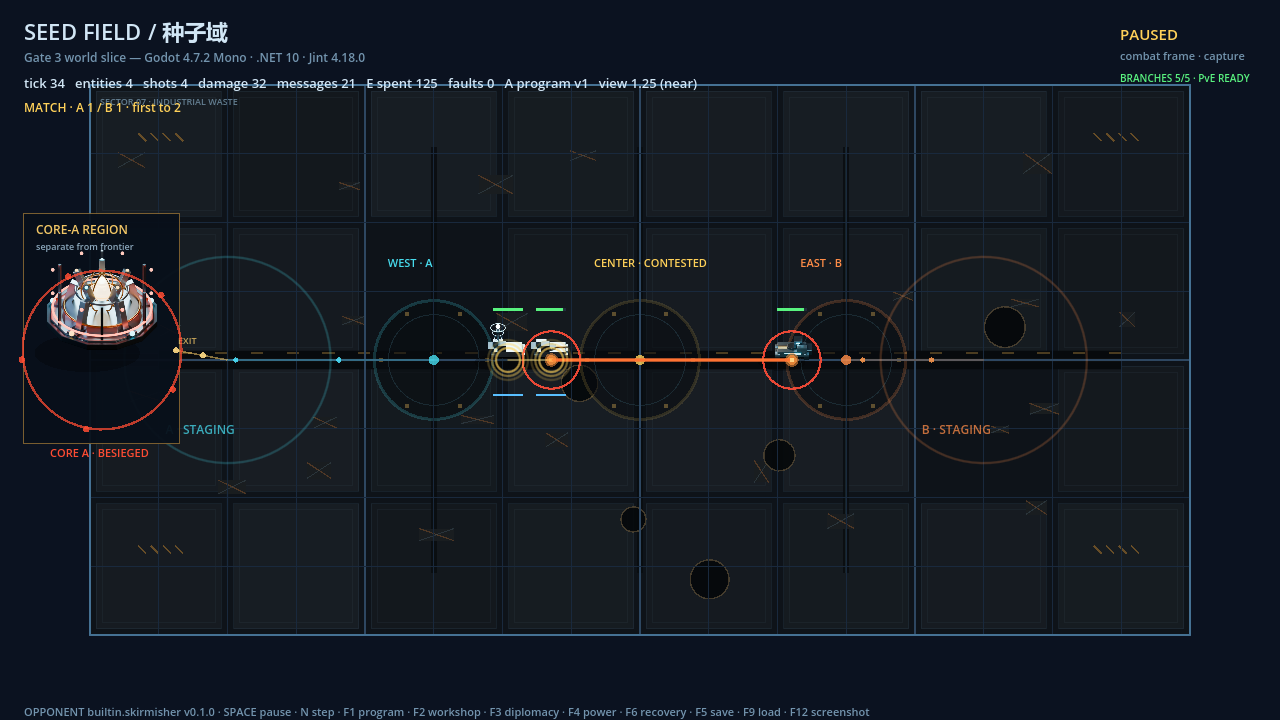 SEED FIELD / 种子域
Gate 3 world slice — Godot 4.7.2 Mono · .NET 10 · Jint 4.18.0
tick 34 entities 4 shots 4 damage 32 messages 21 E spent 125 faults 0 A program v1 view 1.25 (near)
MATCH · A 1 / B 1 · first to 2
SECTOR 07 · INDUSTRIAL WASTE
PAUSED
combat frame · capture
BRANCHES 5/5 · PvE READY
CORE-A REGION
separate from frontier
WEST · A
CENTER · CONTESTED
EAST · B
EXIT
STAGING
B · STAGING
CORE A · BESIEGED
OPPONENT builtin.skirmisher v0.1.0 · SPACE pause · N step · F1 program · F2 workshop · F3 diplomacy · F4 power · F6 recovery · F5 save · F9 load · F12 screenshot